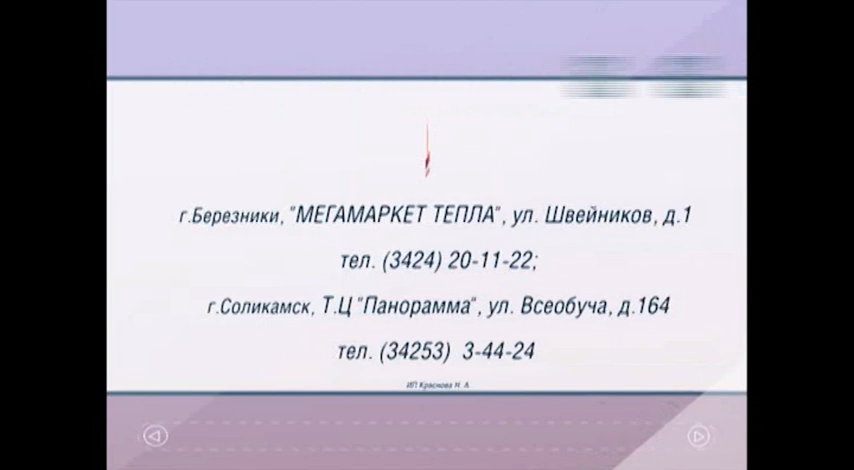 г.Березники, "МЕГАМАРКЕТ ТЕПЛА", ул. Швейников, д.1
тел. (3424) 20-11-22;
г.Соликамск, Т.Ц "Панорамма", ул. Всеобуча, д.164
тел. (34253) 3-44-24
ИП Краснова Н. А.